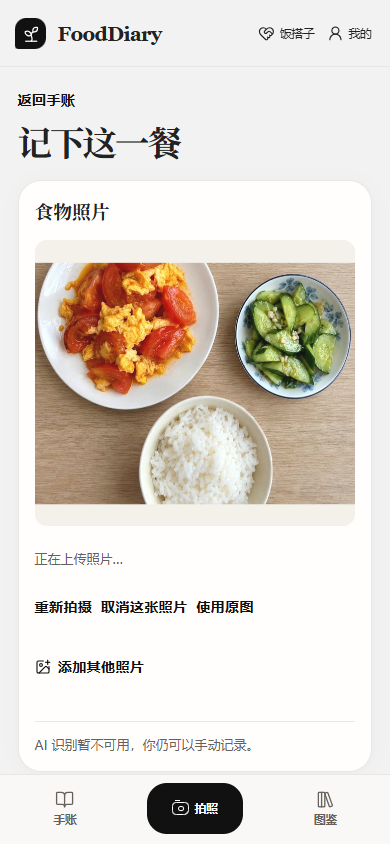 FoodDiary
饭搭子
我的
返回手账
记下这一餐
食物照片
正在上传照片...
重新拍摄 取消这张照片 使用原图
添加其他照片
AI 识别暂不可用，你仍可以手动记录。
手账
拍照
图鉴